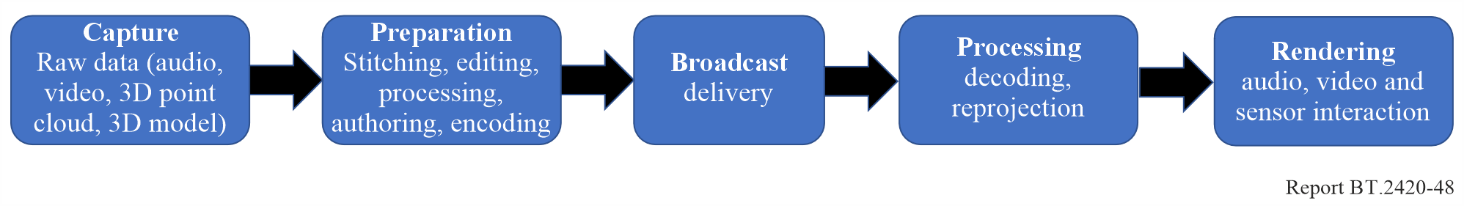 Capture
Raw data (audio,
video, 3D point
cloud, 3D model)
Preparation
Stitching, editing,
processing,
authoring, encoding
Broadcast
delivery
Processing
decoding,
reprojection
Rendering
audio, video and
sensor interaction
Report BT.2420-48